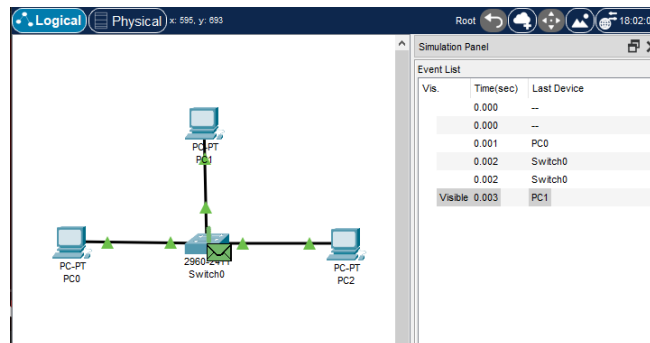 Logical Physical x: 595, y: 693 Root 18:02:0
Simulation Panel
Event List
Vis. Time(sec) Last Device
0.000 --
0.000 --
0.001 PC0
0.002 Switch0
0.002 Switch0
Visible 0.003 PC1
PC-PT
PC1
PC-PT
PC0
Switch0
PC-PT
PC2